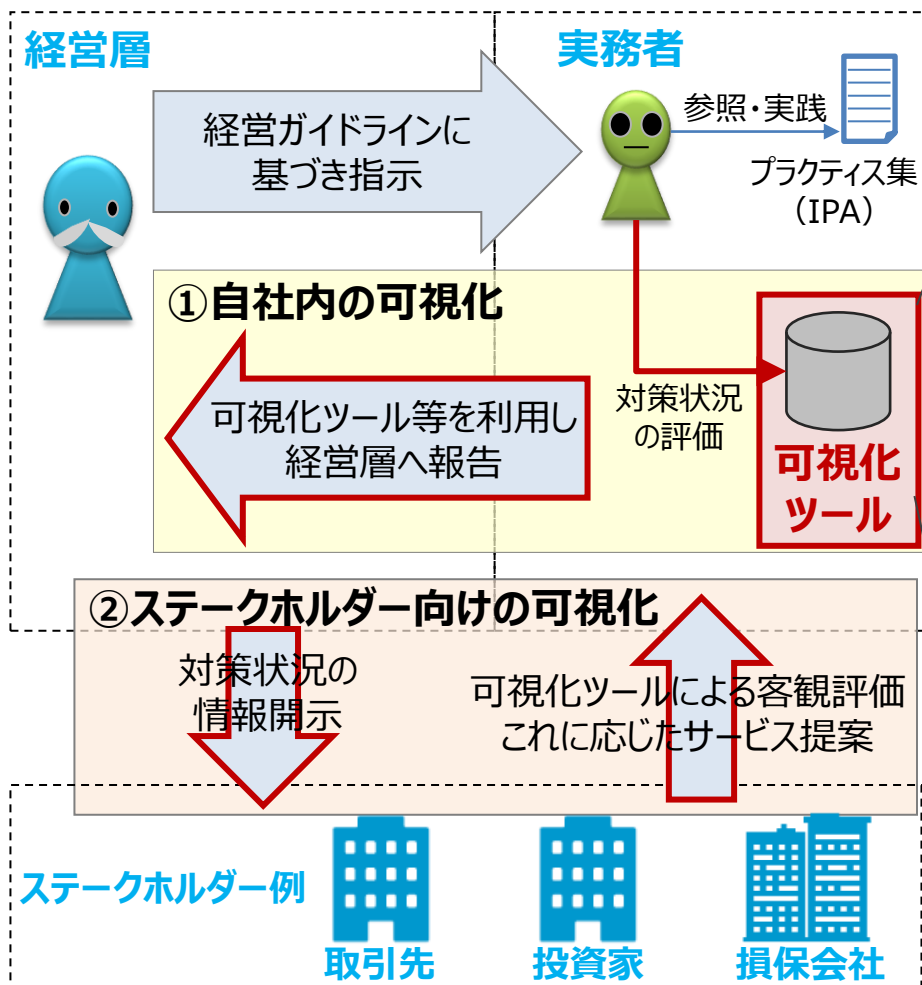 経営層
実務者
経営ガイドラインに
基づき指示
参照・実践
プラクティス集
（IPA）
①自社内の可視化
可視化ツール等を利用し
経営層へ報告
対策状況
の評価
可視化
ツール
②ステークホルダー向けの可視化
対策状況の
情報開示
可視化ツールによる客観評価
これに応じたサービス提案
ステークホルダー例
取引先
投資家
損保会社